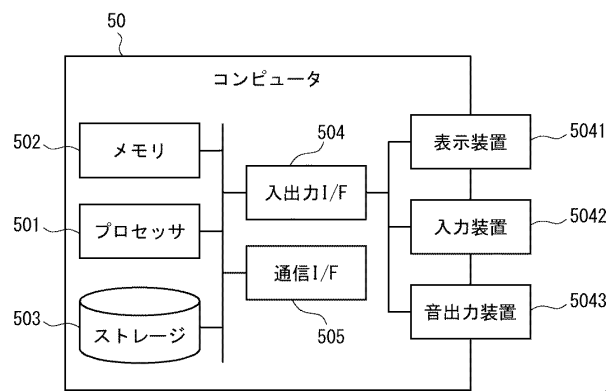 50
コンピュータ
502
メモリ
501
プロセッサ
503
ストレージ
504
入出力I/F
通信I/F
505
表示装置
5041
入力装置
5042
音出力装置
5043